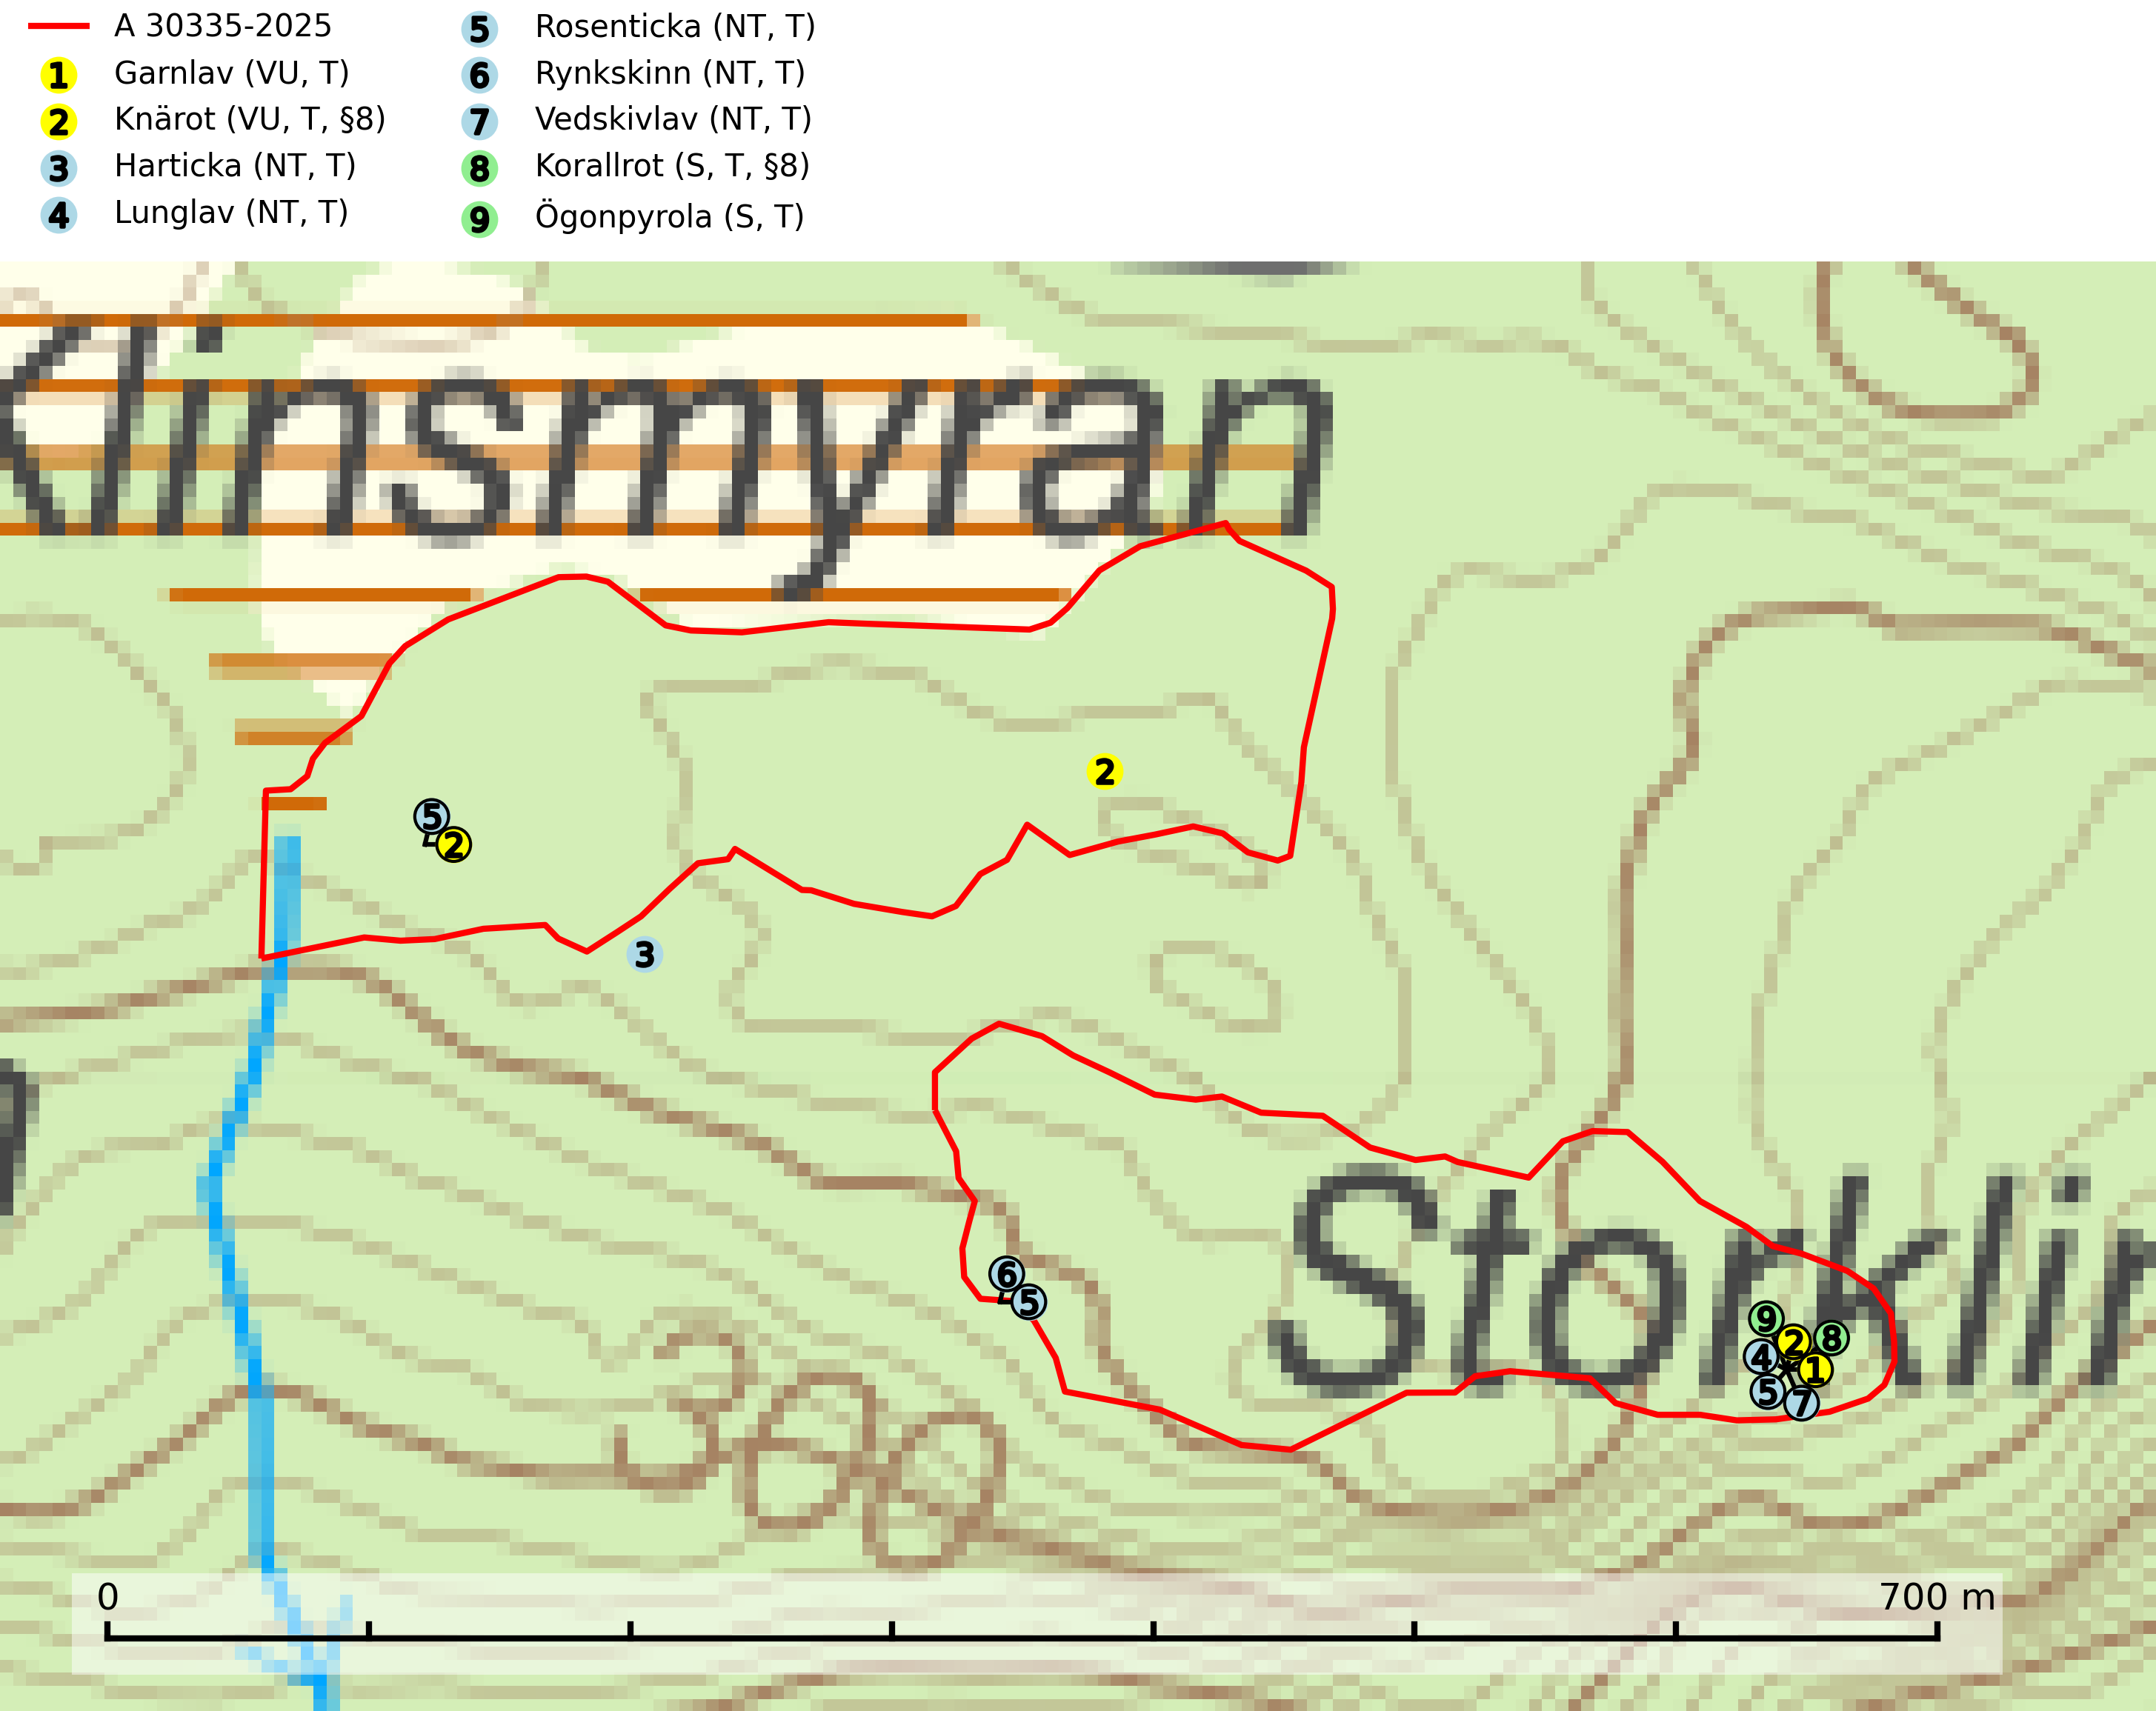 A 30335-2025
1 Garnlav (VU, T)
2 Knärot (VU, T, §8)
3 Harticka (NT, T)
4 Lunglav (NT, T)
5 Rosenticka (NT, T)
6 Rynkskinn (NT, T)
7 Vedskivlav (NT, T)
8 Korallrot (S, T, §8)
9 Ögonpyrola (S, T)
linsmyran
2
5
2
3
6
5
Storklin
9
2
8
4
1
5
7
380
0
700 m